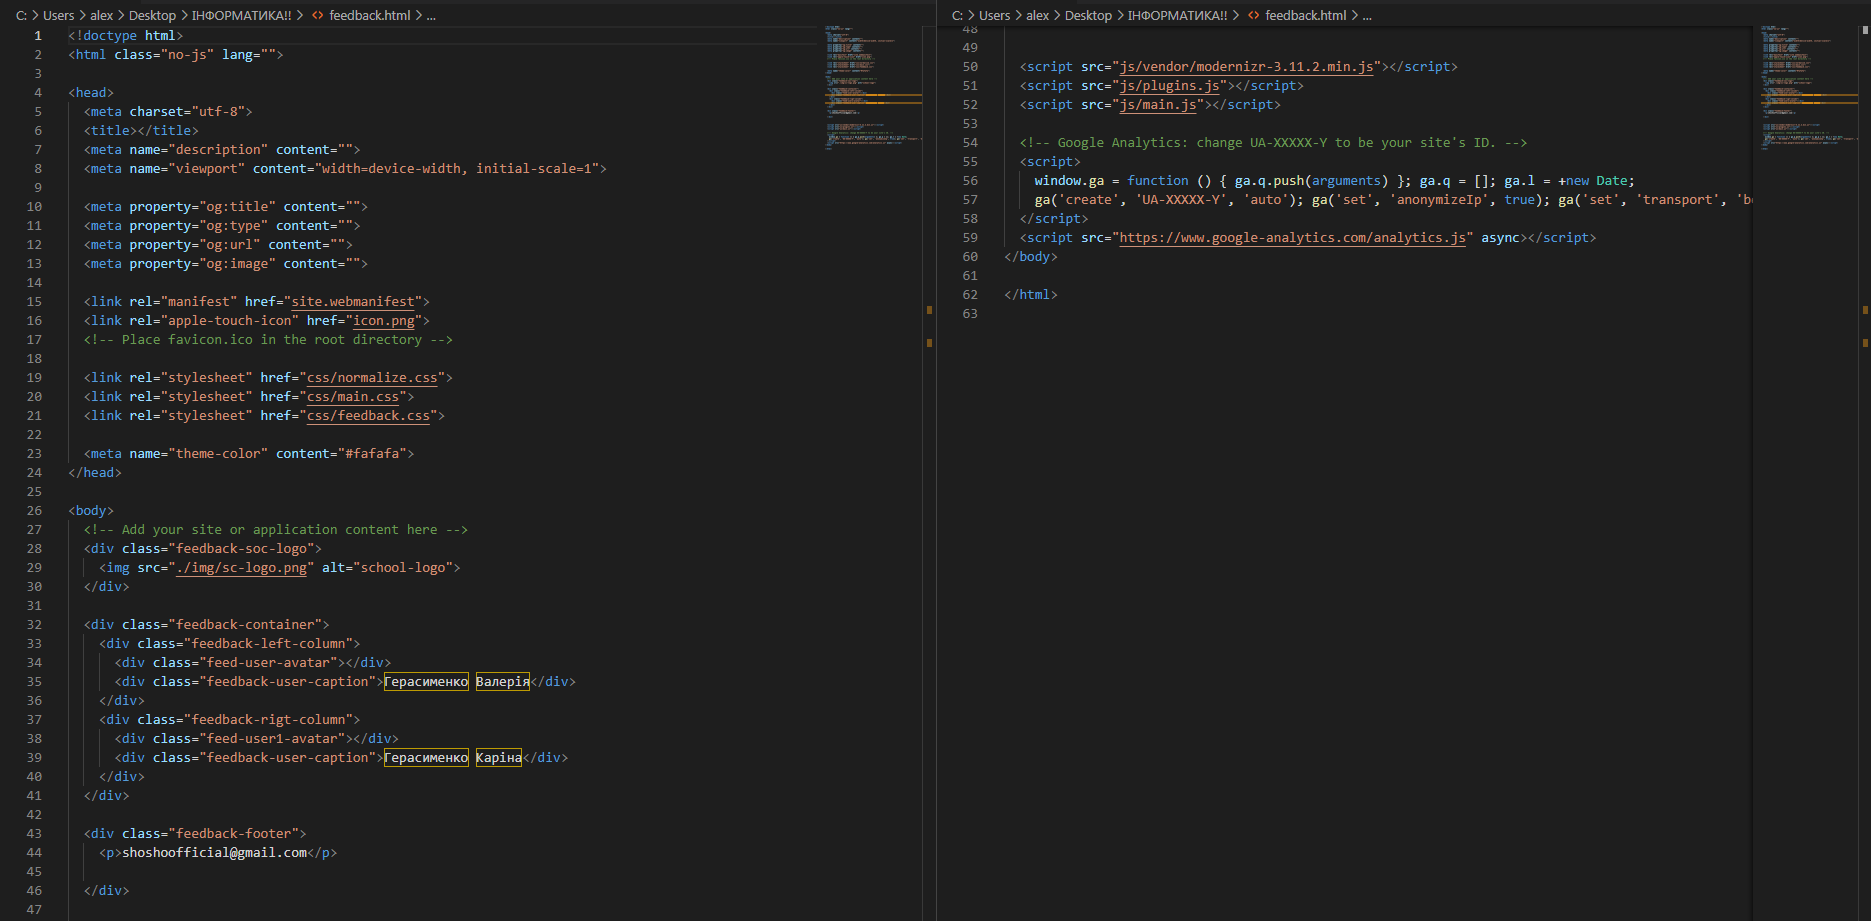 C: > Users > alex > Desktop > ІНФОРМАТИКА!! > <> feedback.html > ...
1 <!doctype html>
2 <html class="no-js" lang="">
3
4 <head>
5 <meta charset="utf-8">
6 <title></title>
7 <meta name="description" content="">
8 <meta name="viewport" content="width=device-width, initial-scale=1">
9
10 <meta property="og:title" content="">
11 <meta property="og:type" content="">
12 <meta property="og:url" content="">
13 <meta property="og:image" content="">
14
15 <link rel="manifest" href="site.webmanifest">
16 <link rel="apple-touch-icon" href="icon.png">
17 <!-- Place favicon.ico in the root directory -->
18
19 <link rel="stylesheet" href="css/normalize.css">
20 <link rel="stylesheet" href="css/main.css">
21 <link rel="stylesheet" href="css/feedback.css">
22
23 <meta name="theme-color" content="#fafafa">
24 </head>
25
26 <body>
27 <!-- Add your site or application content here -->
28 <div class="feedback-soc-logo">
29 <img src="./img/sc-logo.png" alt="school-logo">
30 </div>
31
32 <div class="feedback-container">
33 <div class="feedback-left-column">
34 <div class="feed-user-avatar"></div>
35 <div class="feedback-user-caption">Герасименко Валерія</div>
36 </div>
37 <div class="feedback-rigt-column">
38 <div class="feed-user1-avatar"></div>
39 <div class="feedback-user-caption">Герасименко Каріна</div>
40 </div>
41 </div>
42
43 <div class="feedback-footer">
44 <p>shoshoofficial@gmail.com</p>
45
46 </div>
47
C: > Users > alex > Desktop > ІНФОРМАТИКА!! > <> feedback.html > ...
48
49
50 <script src="js/vendor/modernizr-3.11.2.min.js"></script>
51 <script src="js/plugins.js"></script>
52 <script src="js/main.js"></script>
53
54 <!-- Google Analytics: change UA-XXXXX-Y to be your site's ID. -->
55 <script>
56 window.ga = function () { ga.q.push(arguments) }; ga.q = []; ga.l = +new Date;
57 ga('create', 'UA-XXXXX-Y', 'auto'); ga('set', 'anonymizeIp', true); ga('set', 'transport', 'b
58 </script>
59 <script src="https://www.google-analytics.com/analytics.js" async></script>
60 </body>
61
62 </html>
63